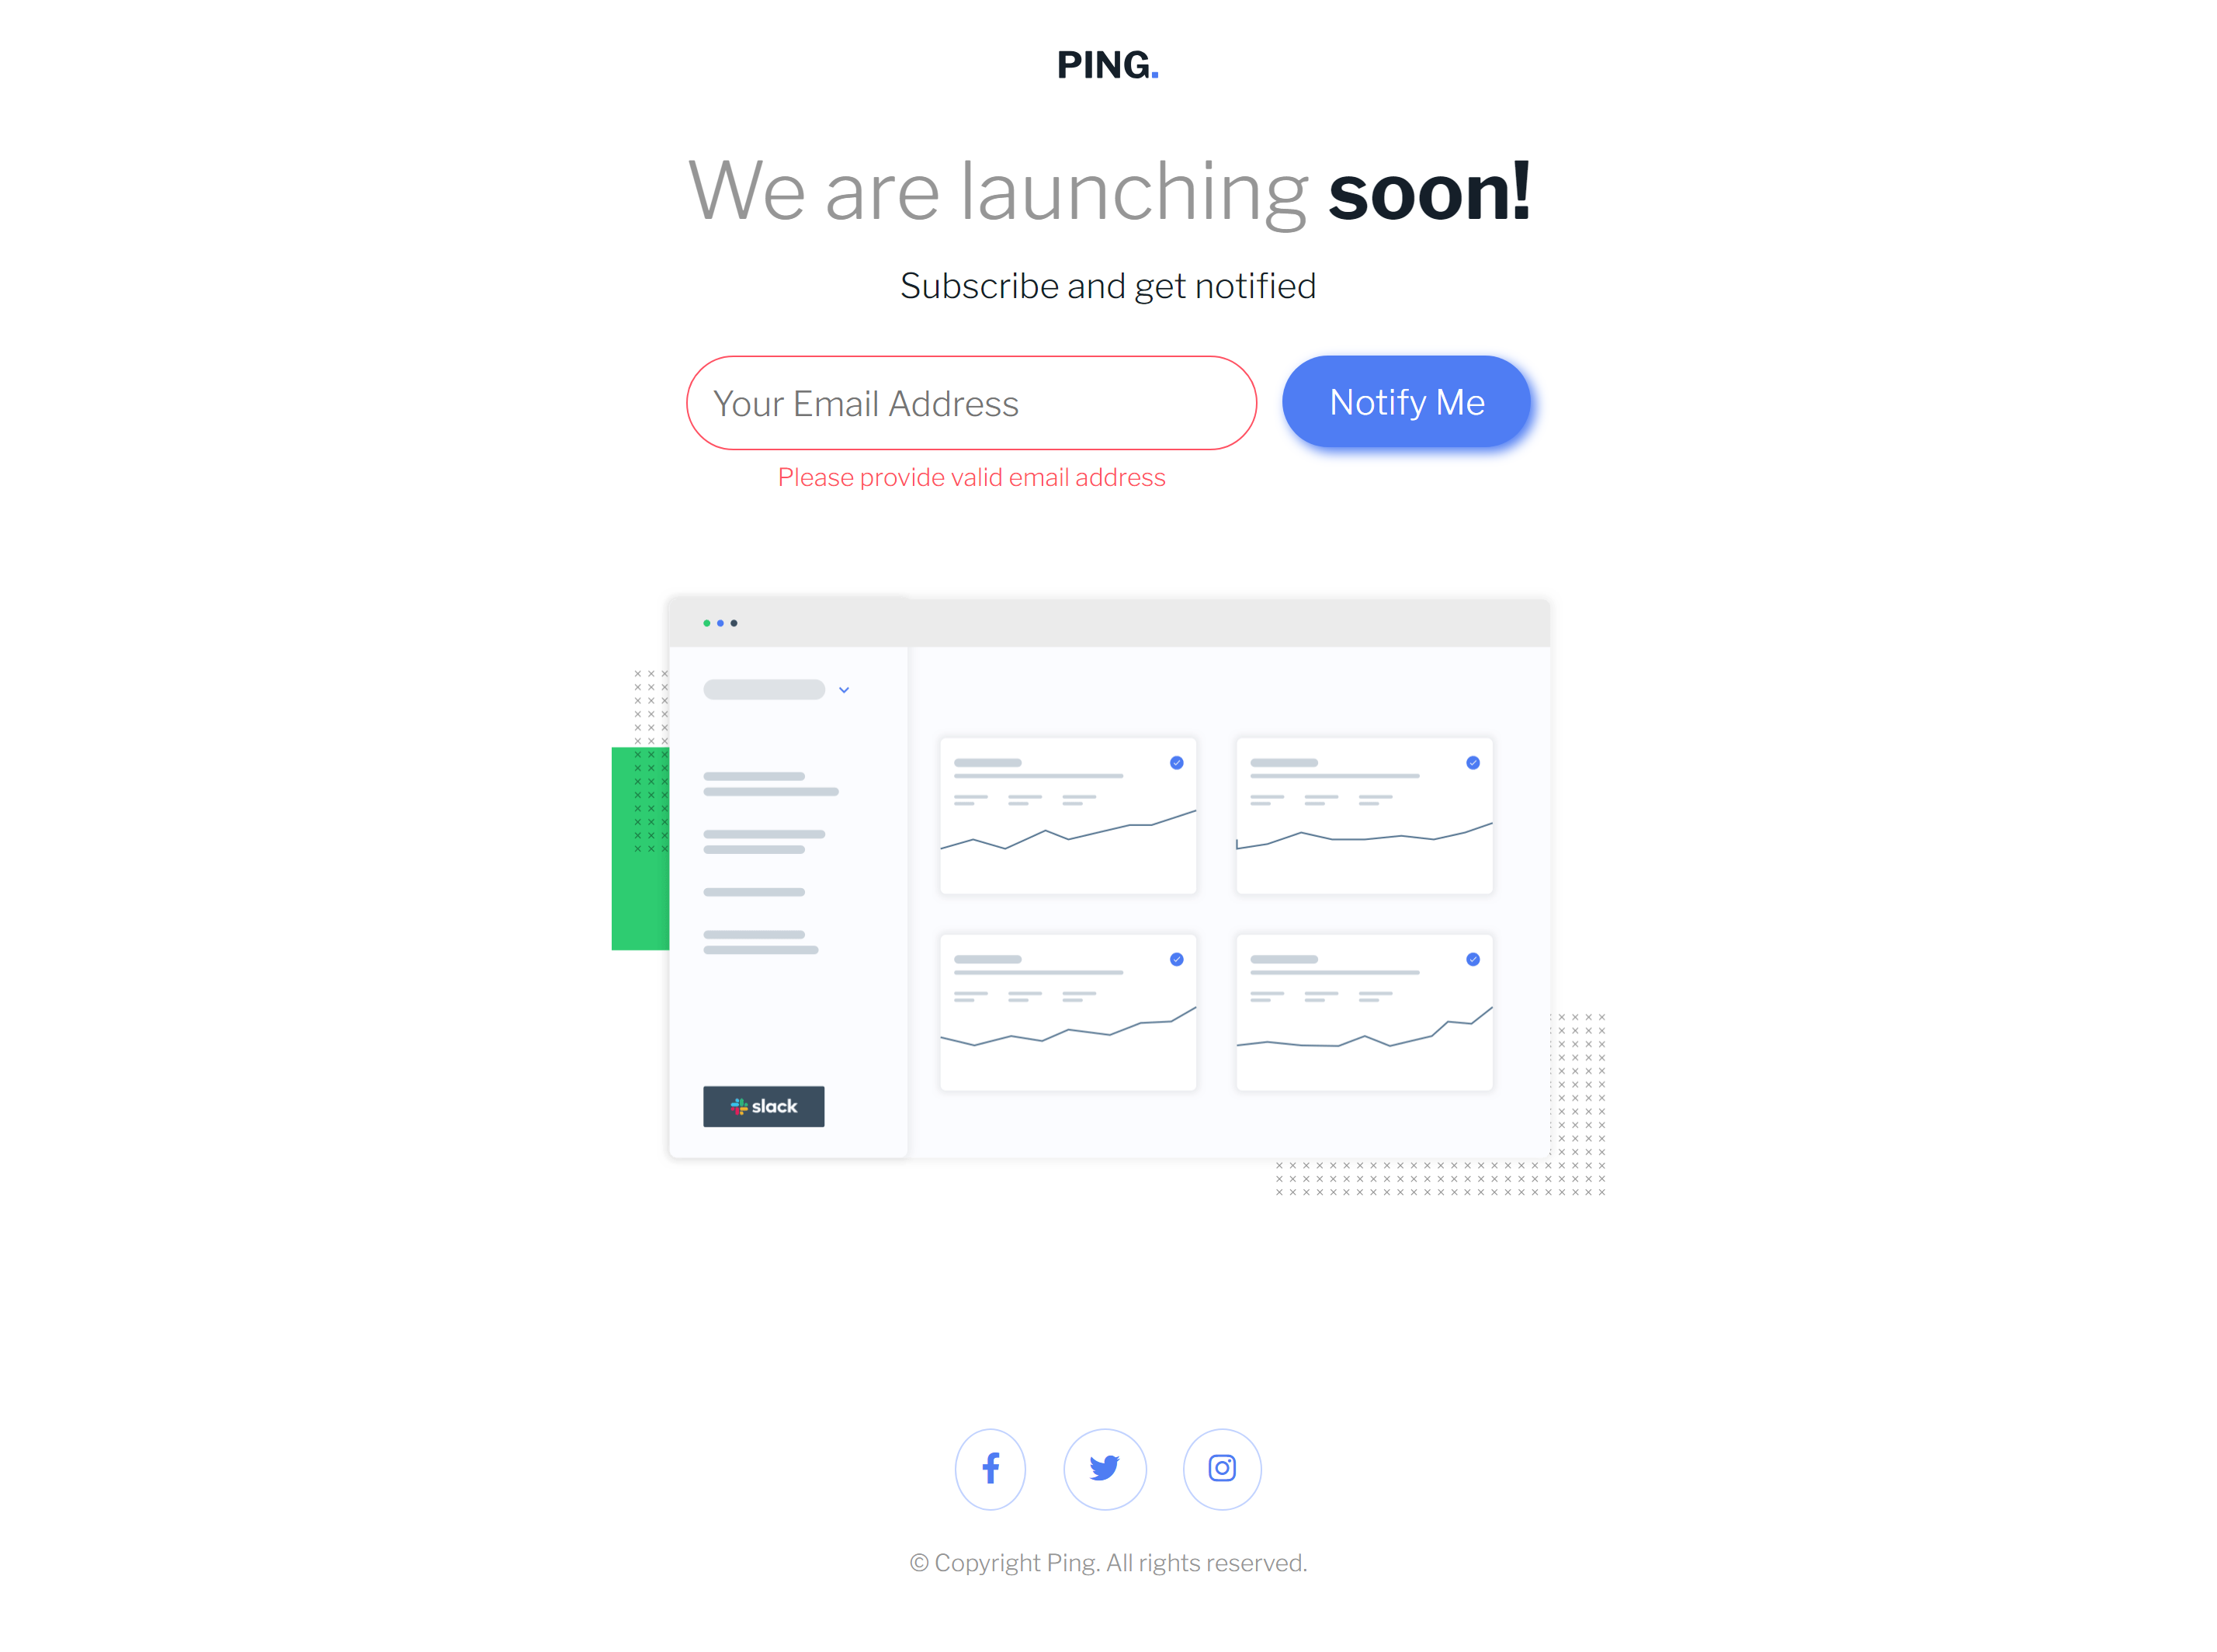 PING.
We are launching soon!
Subscribe and get notified
Your Email Address
Notify Me
Please provide valid email address
slack
© Copyright Ping. All rights reserved.